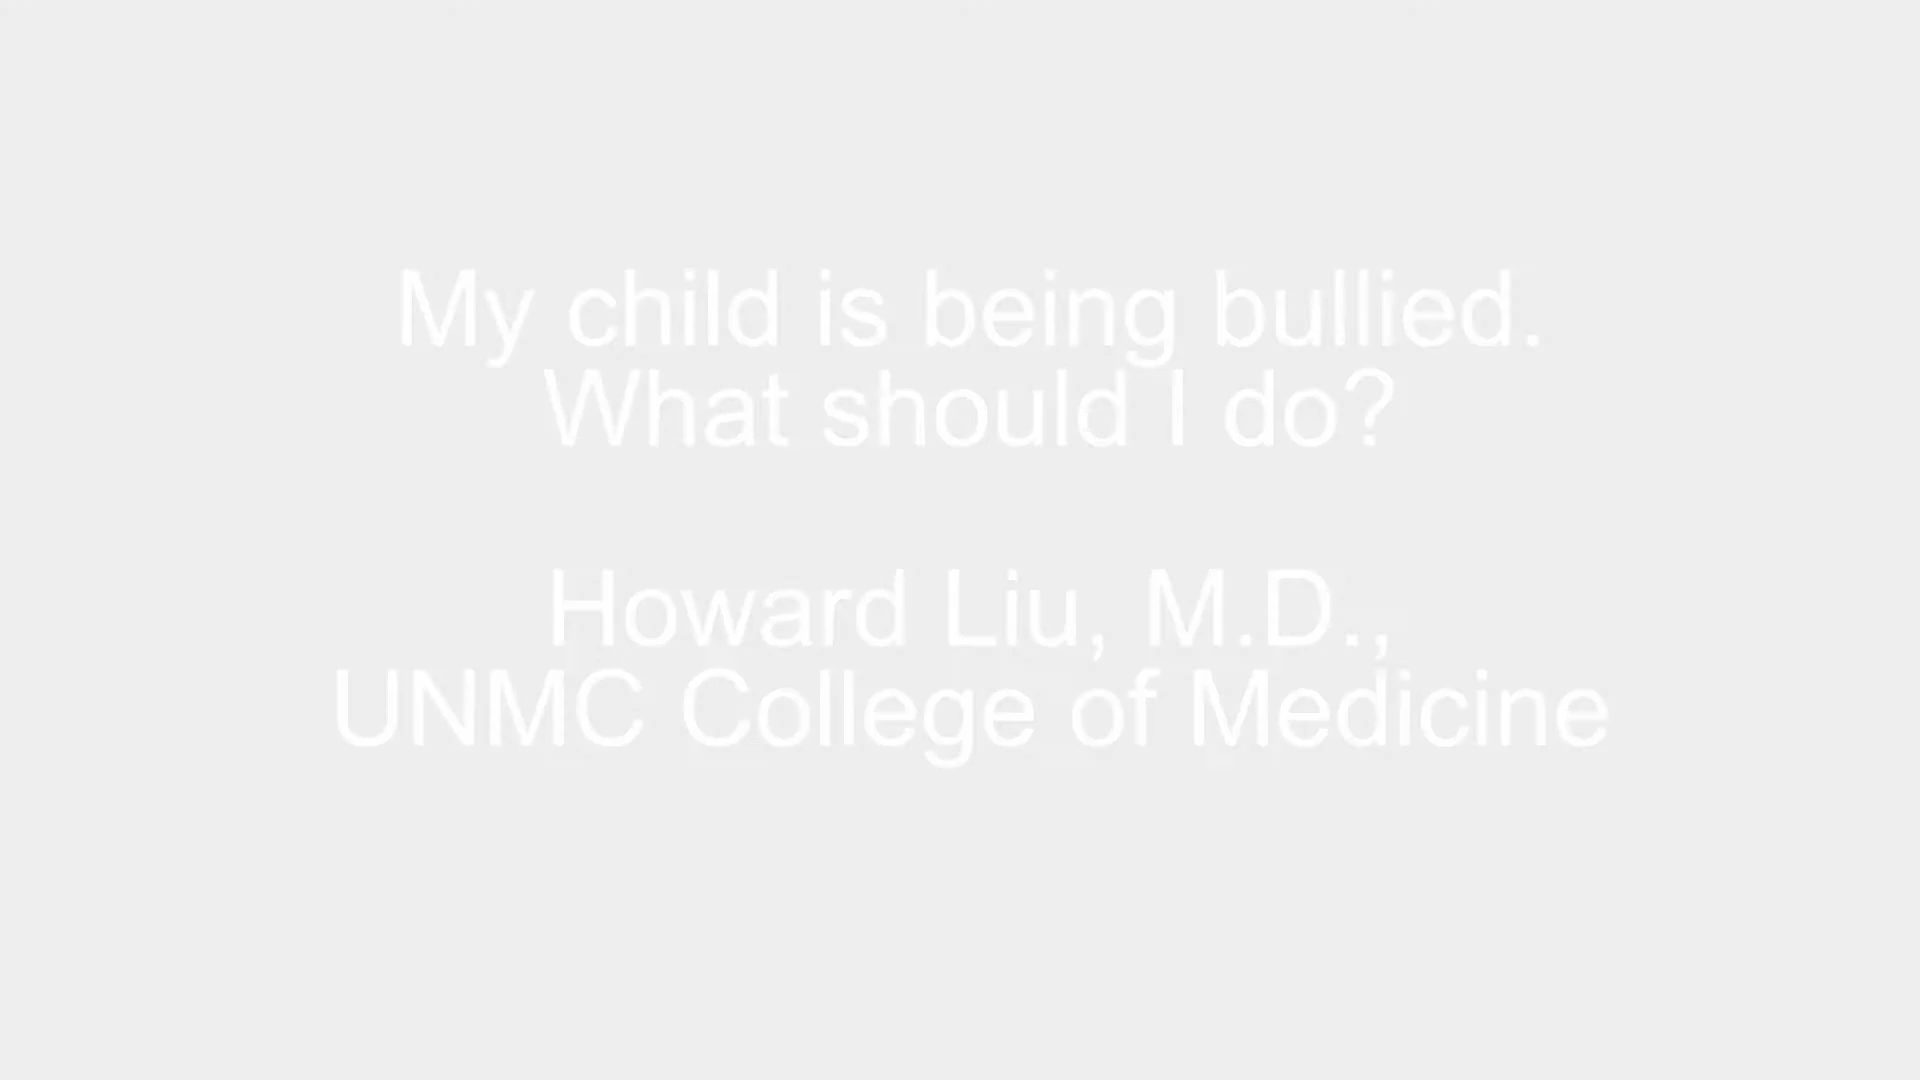 My child is being bullied.
What should I do?
Howard Liu, M.D.,
UNMC College of Medicine